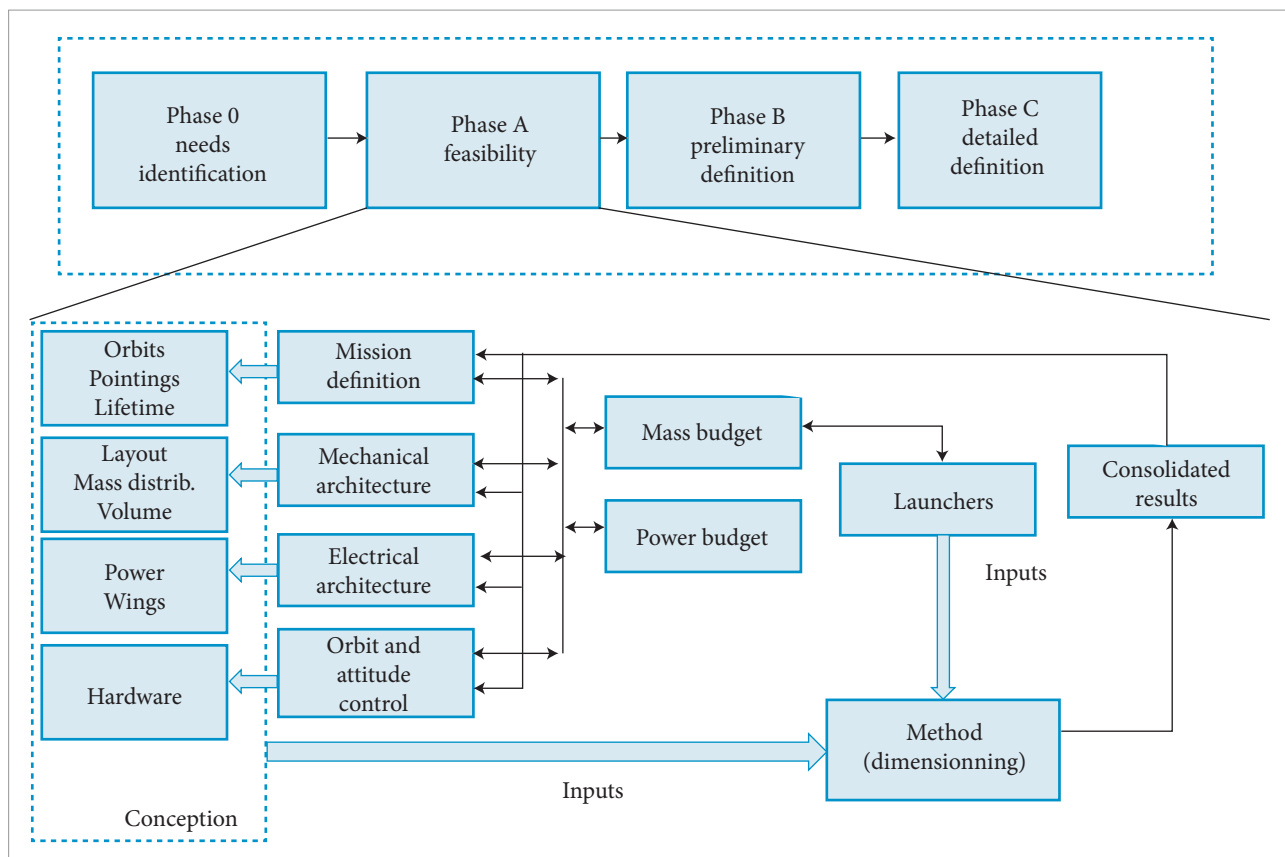 Phase 0
needs
identification
Phase A
feasibility
Phase B
preliminary
definition
Phase C
detailed
definition
Orbits
Pointings
Lifetime
Mission
definition
Mass budget
Layout
Mass distrib.
Volume
Mechanical
architecture
Launchers
Consolidated
results
Power
Wings
Electrical
architecture
Power budget
Inputs
Hardware
Orbit and
attitude
control
Method
(dimensionning)
Inputs
Conception